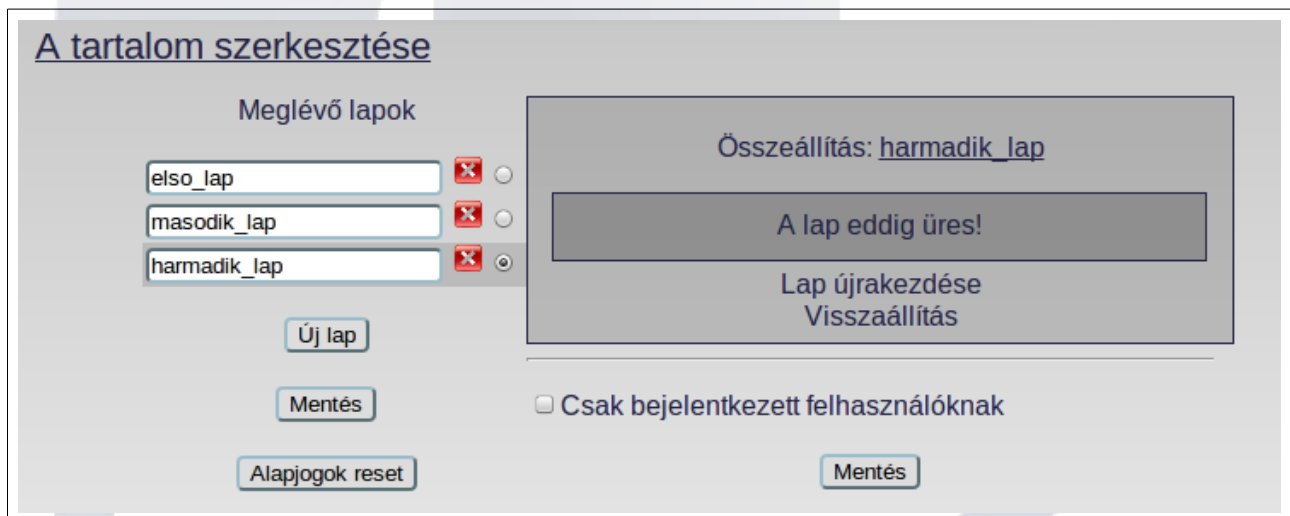 A tartalom szerkesztése
Meglévő lapok
elso_lap
masodik_lap
harmadik_lap
Új lap
Mentés
Alapjogok reset
Összeállítás: harmadik_lap
A lap eddig üres!
Lap újrakezdése
Visszaállítás
Csak bejelentkezett felhasználóknak
Mentés